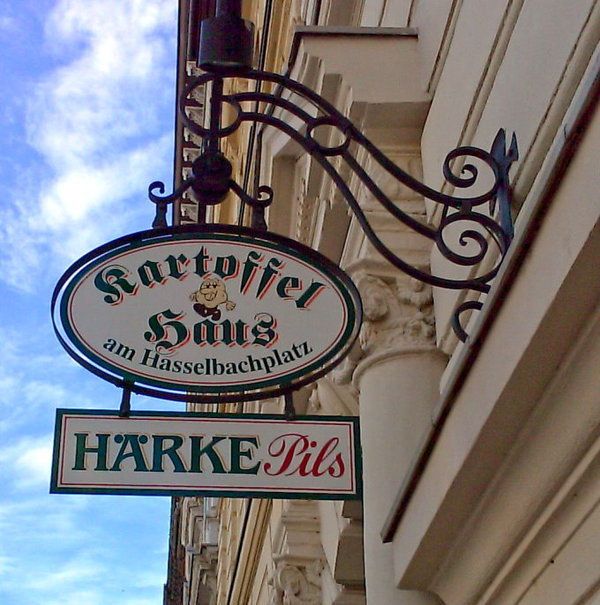 Kartoffel
Haus
am Hasselbachplatz
HÄRKE Pils